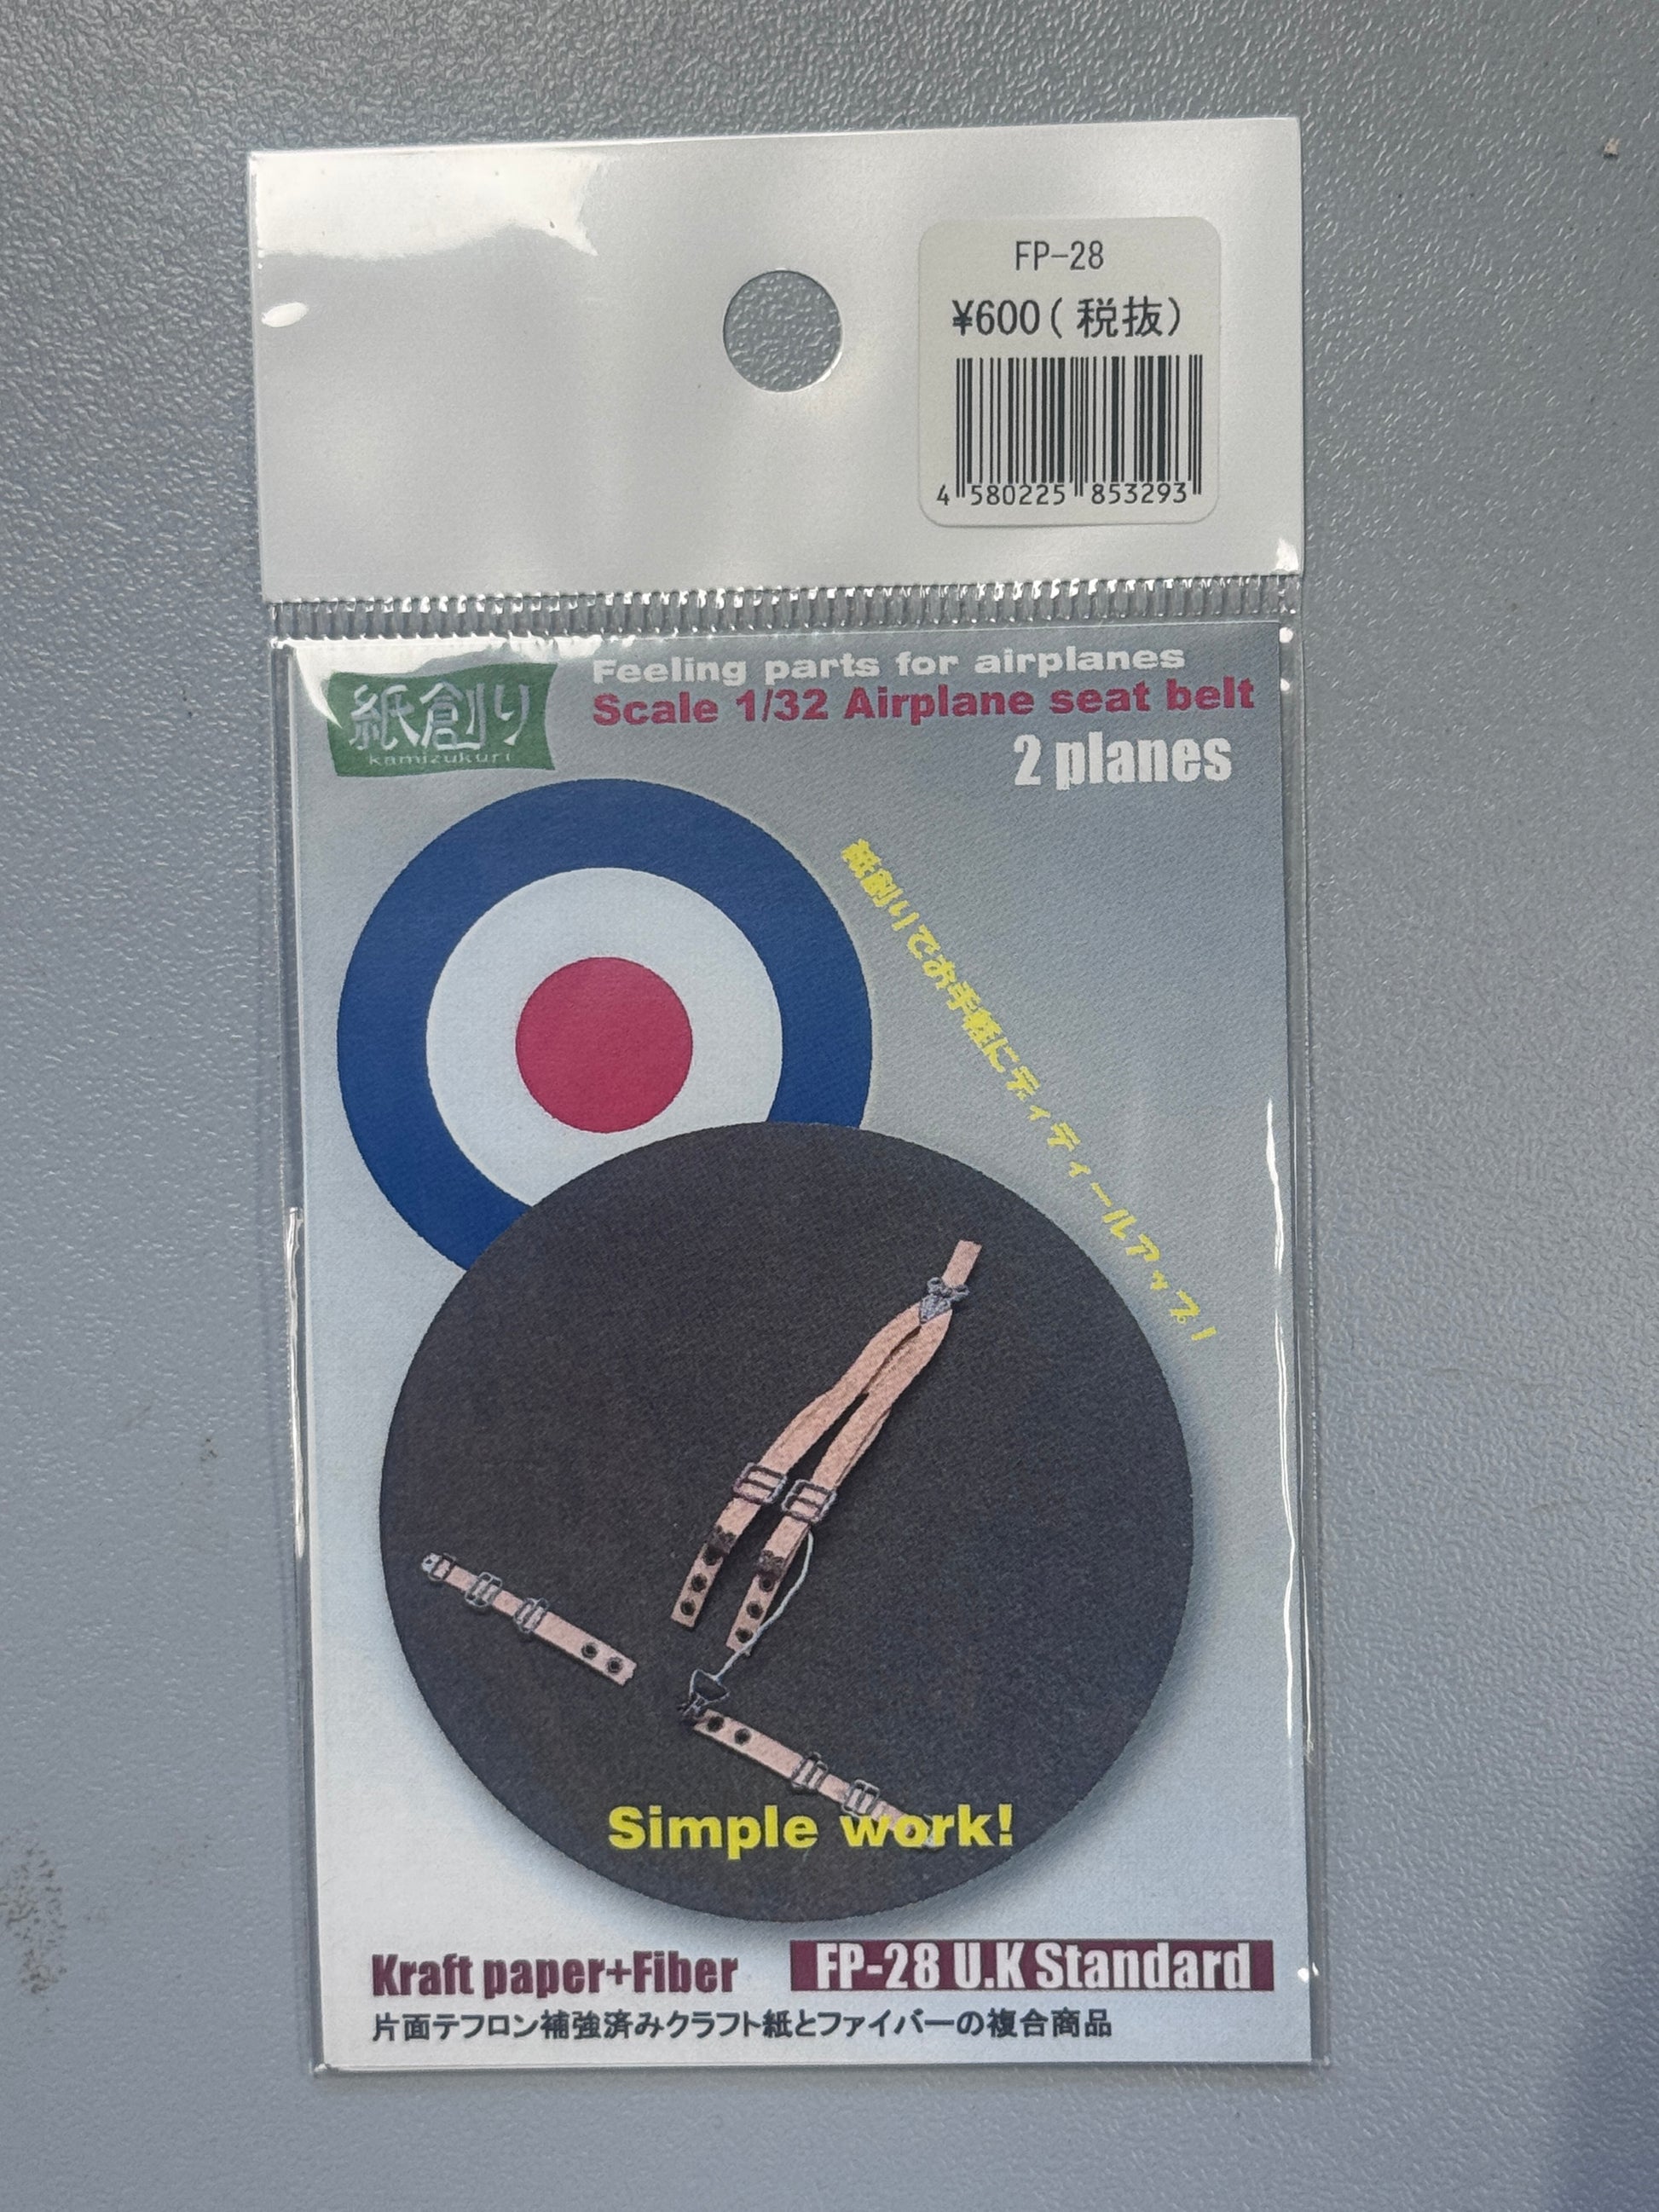 FP-28
¥600(税抜)
4 580225 853293
紙創り
kamizukuri
Feeling parts for airplanes
Scale 1/32 Airplane seat belt
2 planes
紙創りでお手軽にディティールアップ!
Simple work!
Kraft paper+Fiber
FP-28 U.K Standard
片面テフロン補強済みクラフト紙とファイバーの複合商品